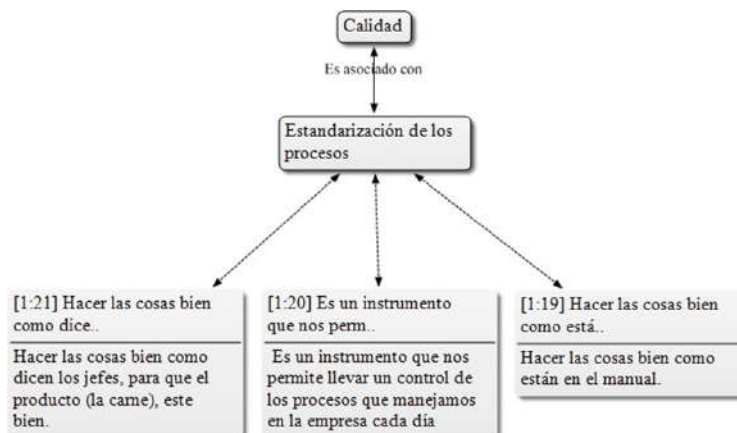 Calidad
Es asociado con
Estandarización de los
procesos
[1:21] Hacer las cosas bien
como dice..
Hacer las cosas bien como
dicen los jefes, para que el
producto (la carne), este
bien.
[1:20] Es un instrumento
que nos perm..
Es un instrumento que nos
permite llevar un control de
los procesos que manejamos
en la empresa cada día
[1:19] Hacer las cosas bien
como está..
Hacer las cosas bien como
están en el manual.